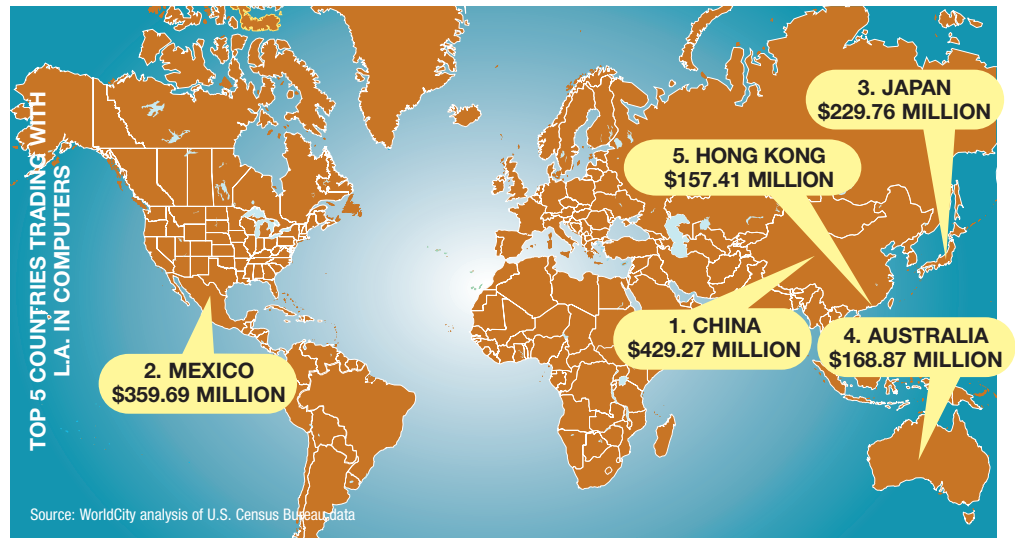 TOP 5 COUNTRIES TRADING WITH
L.A. IN COMPUTERS
3. JAPAN
$229.76 MILLION
5. HONG KONG
$157.41 MILLION
1. CHINA
$429.27 MILLION
4. AUSTRALIA
$168.87 MILLION
2. MEXICO
$359.69 MILLION
Source: WorldCity analysis of U.S. Census Bureau data